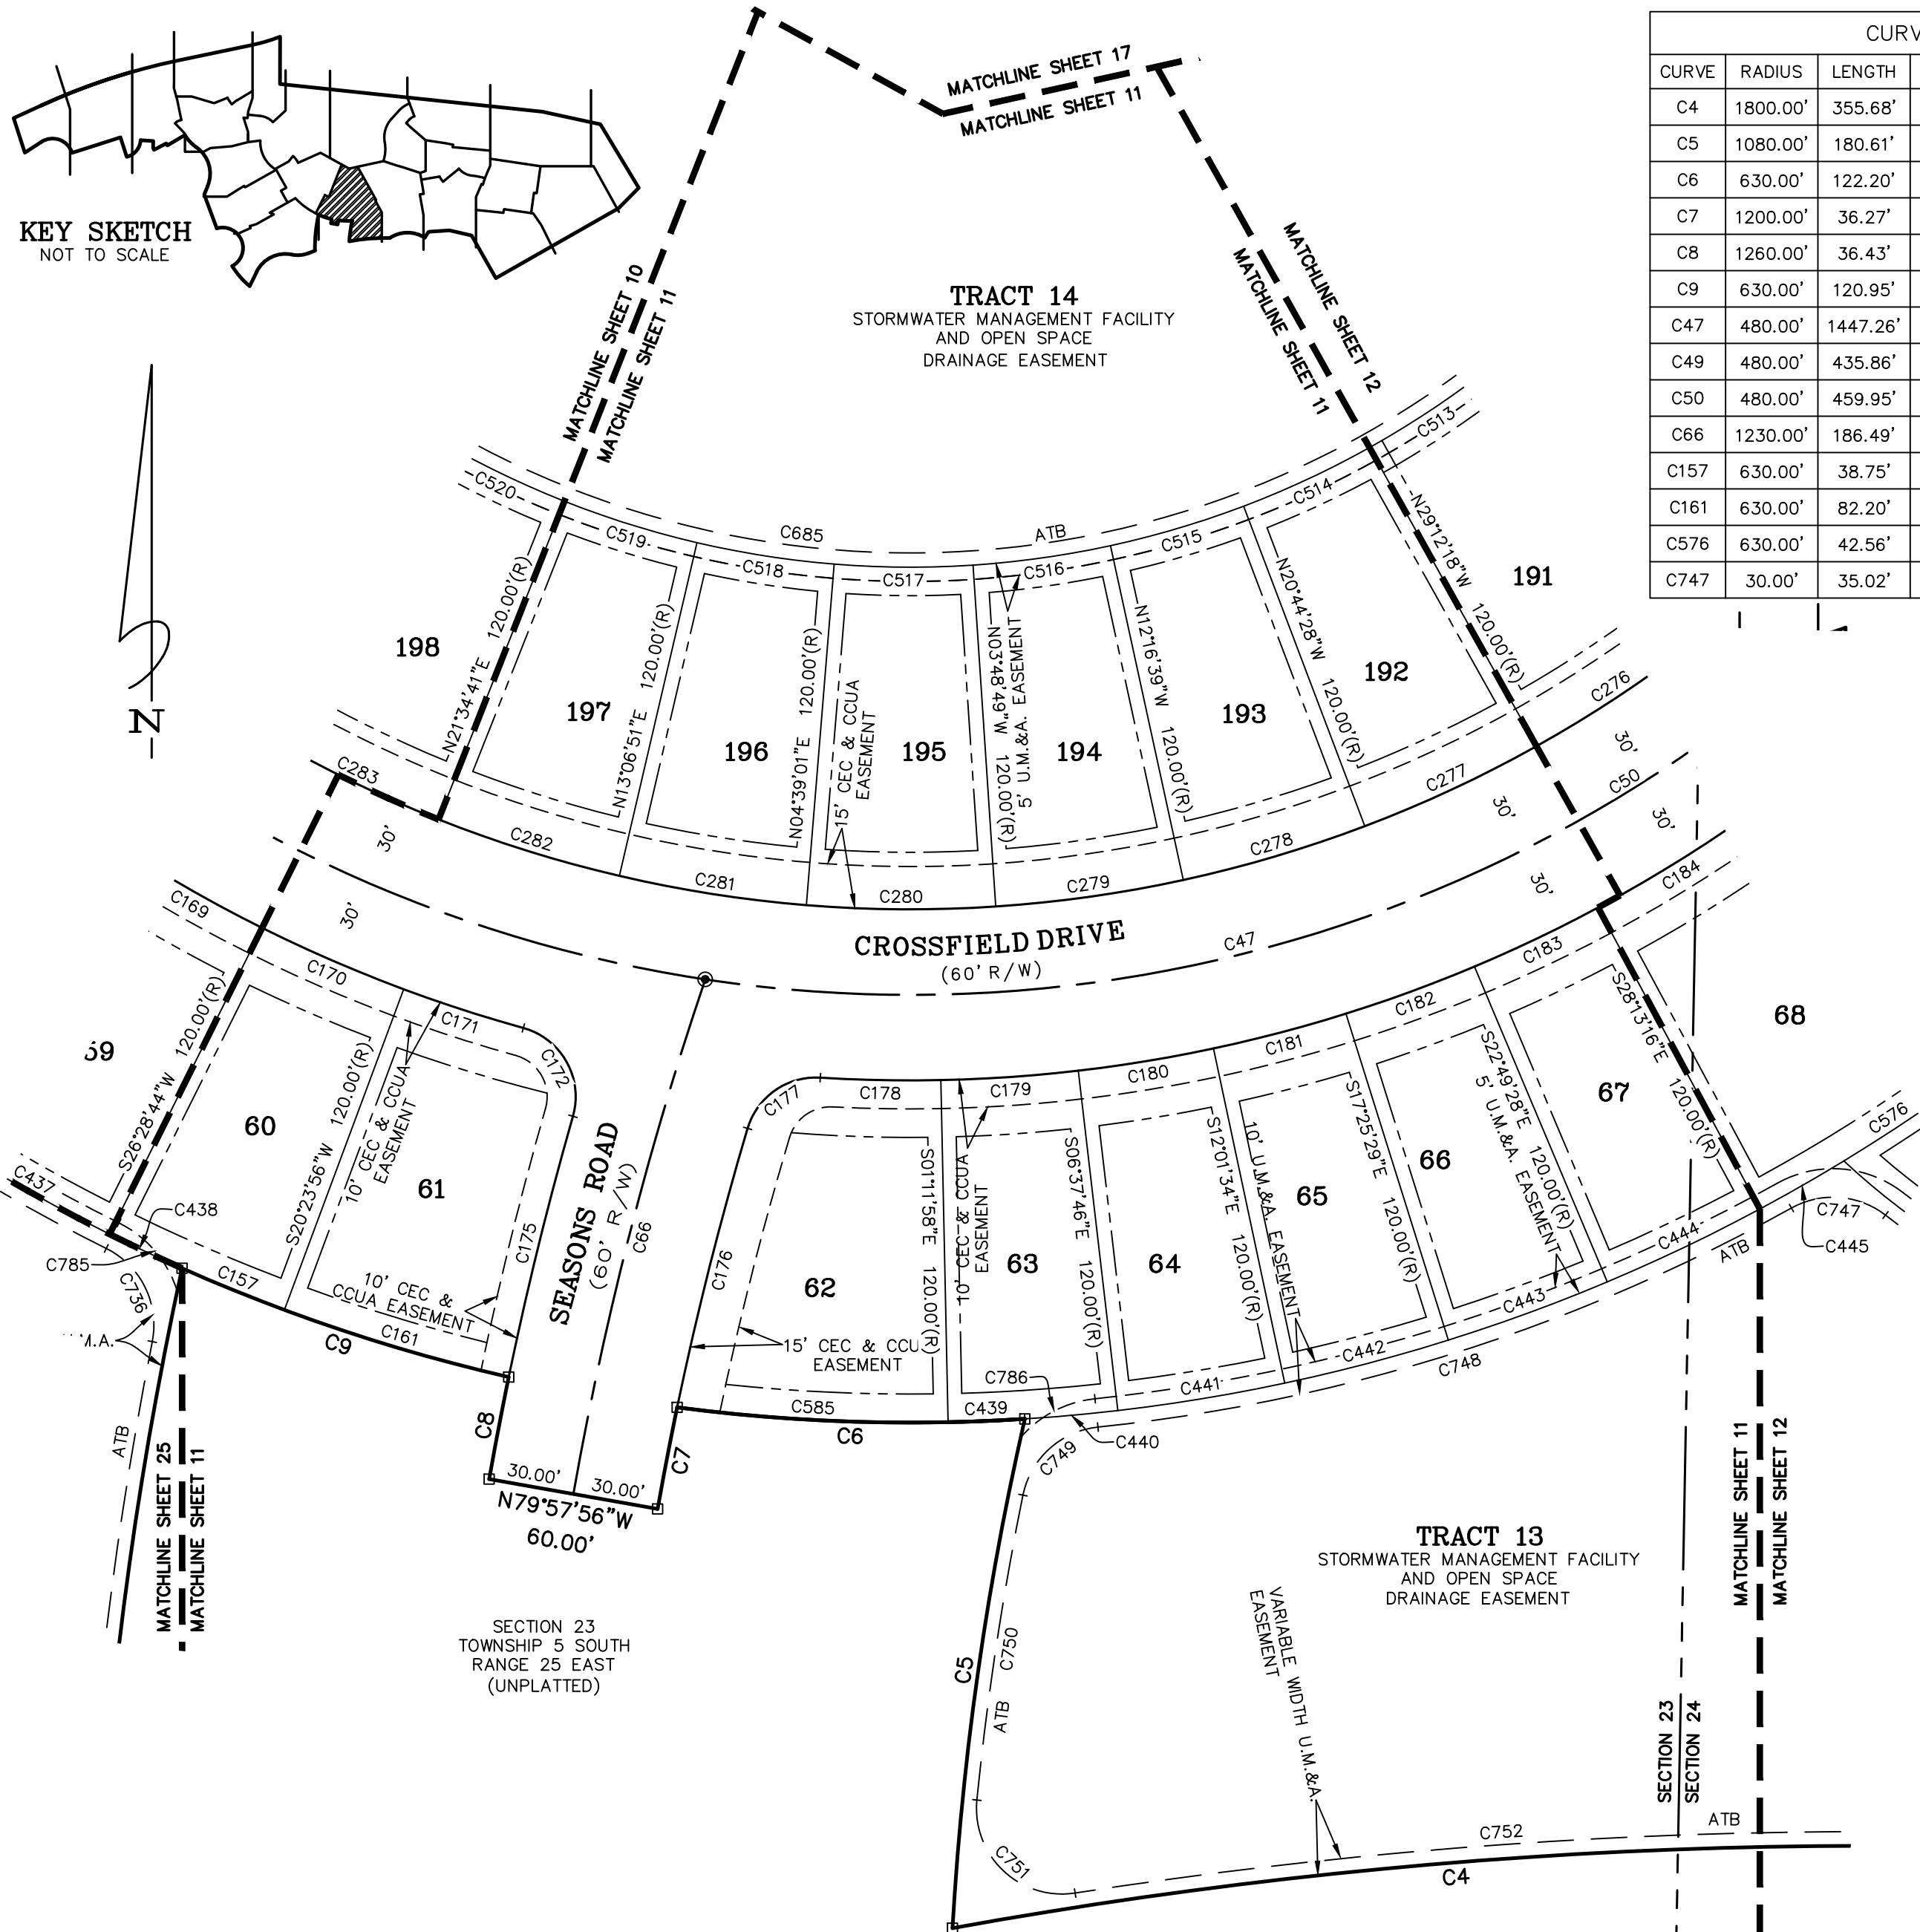 KEY SKETCH
NOT TO SCALE
N
MATCHLINE SHEET 17
MATCHLINE SHEET 11
MATCHLINE SHEET 10
MATCHLINE SHEET 11
MATCHLINE SHEET 12
MATCHLINE SHEET 11
TRACT 14
STORMWATER MANAGEMENT FACILITY
AND OPEN SPACE
DRAINAGE EASEMENT
CURVE RADIUS LENGTH
C4 1800.00' 355.68'
C5 1080.00' 180.61'
C6 630.00' 122.20'
C7 1200.00' 36.27'
C8 1260.00' 36.43'
C9 630.00' 120.95'
C47 480.00' 1447.26'
C49 480.00' 435.86'
C50 480.00' 459.95'
C66 1230.00' 186.49'
C157 630.00' 38.75'
C161 630.00' 82.20'
C576 630.00' 42.56'
C747 30.00' 35.02'
C520
C519
C685
C518
C517
ATB
C516
C515
C514
C513
198
N21°34'41"E 120.00'(R)
197
N13°06'51"E 120.00'(R)
196
N04°39'01"E 120.00'(R)
15' CEC & CCUA
EASEMENT
195
N03°48'49"W 120.00'(R)
5' U.M.&A. EASEMENT
194
N12°16'39"W 120.00'(R)
193
N20°44'28"W 120.00'(R)
192
N29°12'18"W 120.00'(R)
191
C283
C282
C281
C280
C279
C278
C277
C276
30'
30'
30'
30'
30'
30'
C50
CROSSFIELD DRIVE
(60' R/W)
C47
C169
C170
C171
C172
C177
C178
C179
C180
C181
C182
C183
C184
S26°28'44"W 120.00'(R)
60
S20°23'56"W 120.00'(R)
10' CEC & CCUA
EASEMENT
61
C175
10' CEC &
CCUA EASEMENT
SEASONS ROAD
(60' R/W)
C66
C176
62
15' CEC & CCU
EASEMENT
S01°11'58"E 120.00'(R)
10' CEC & CCUA
EASEMENT
63
S06°37'46"E 120.00'(R)
64
S12°01'34"E 120.00'(R)
10' U.M.&A. EASEMENT
65
S17°25'29"E 120.00'(R)
66
S22°49'28"E 120.00'(R)
5' U.M.&A. EASEMENT
67
S28°13'16"E 120.00'(R)
68
C576
C747
C445
C437
C438
C785
C736
C157
C9
C161
ATB
MATCHLINE SHEET 25
MATCHLINE SHEET 11
C8
30.00'
30.00'
N79°57'56"W
60.00'
C7
C585
C6
C439
C786
C440
C749
C441
C442
C443
C444
ATB
C748
SECTION 23
TOWNSHIP 5 SOUTH
RANGE 25 EAST
(UNPLATTED)
C5
C750
ATB
C751
VARIABLE WIDTH U.M.&A.
EASEMENT
TRACT 13
STORMWATER MANAGEMENT FACILITY
AND OPEN SPACE
DRAINAGE EASEMENT
MATCHLINE SHEET 11
MATCHLINE SHEET 12
SECTION 23
SECTION 24
C752
ATB
C4